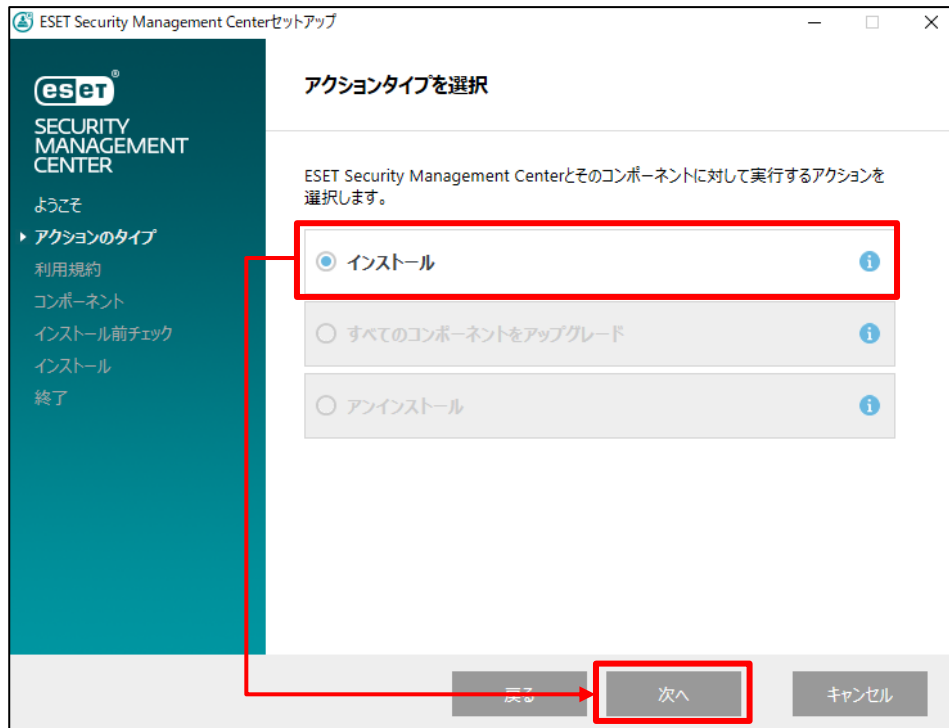 ESET Security Management Centerセットアップ
eseT®
SECURITY
MANAGEMENT
CENTER
ようこそ
アクションのタイプ
利用規約
コンポーネント
インストール前チェック
インストール
終了
アクションタイプを選択
ESET Security Management Centerとそのコンポーネントに対して実行するアクションを
選択します。
インストール
すべてのコンポーネントをアップグレード
アンインストール
戻る
次へ
キャンセル